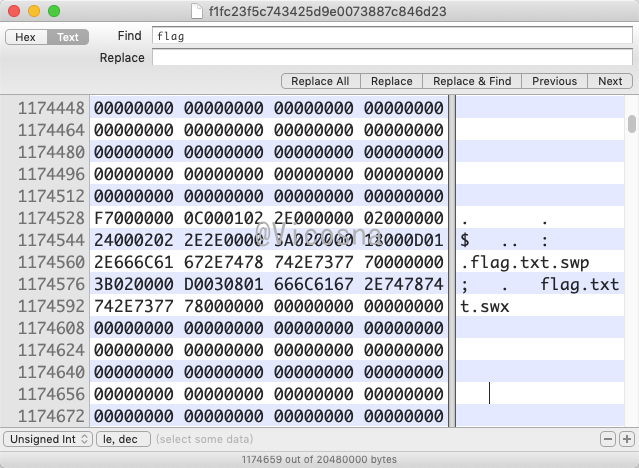 f1fc23f5c743425d9e0073887c846d23
Hex Text Find flag
Replace
Replace All Replace Replace & Find Previous Next
1174448 00000000 00000000 00000000 00000000
1174464 00000000 00000000 00000000 00000000
1174480 00000000 00000000 00000000 00000000
1174496 00000000 00000000 00000000 00000000
1174512 00000000 00000000 00000000 00000000
1174528 F7000000 0C000102 2E000000 02000000 . .
1174544 24000202 2E2E0000 3A020000 18000D01 $ .. :
1174560 2E666C61 672E7478 742E7377 70000000 .flag.txt.swp
1174576 3B020000 D0030801 666C6167 2E747874 ; . flag.txt
1174592 742E7377 78000000 00000000 00000000 t.swx
1174608 00000000 00000000 00000000 00000000
1174624 00000000 00000000 00000000 00000000
1174640 00000000 00000000 00000000 00000000
1174656 00000000 00000000 00000000 00000000
1174672 00000000 00000000 00000000 00000000
Unsigned Int le, dec (select some data)
1174659 out of 20480000 bytes